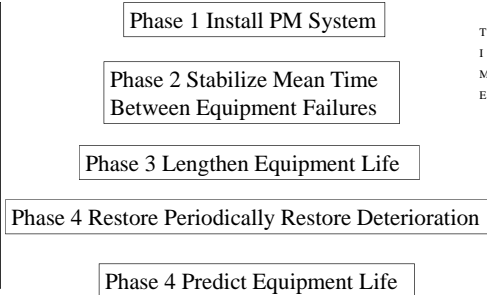 Phase 1 Install PM System
T
I
M
E
Phase 2 Stabilize Mean Time
Between Equipment Failures
Phase 3 Lengthen Equipment Life
Phase 4 Restore Periodically Restore Deterioration
Phase 4 Predict Equipment Life